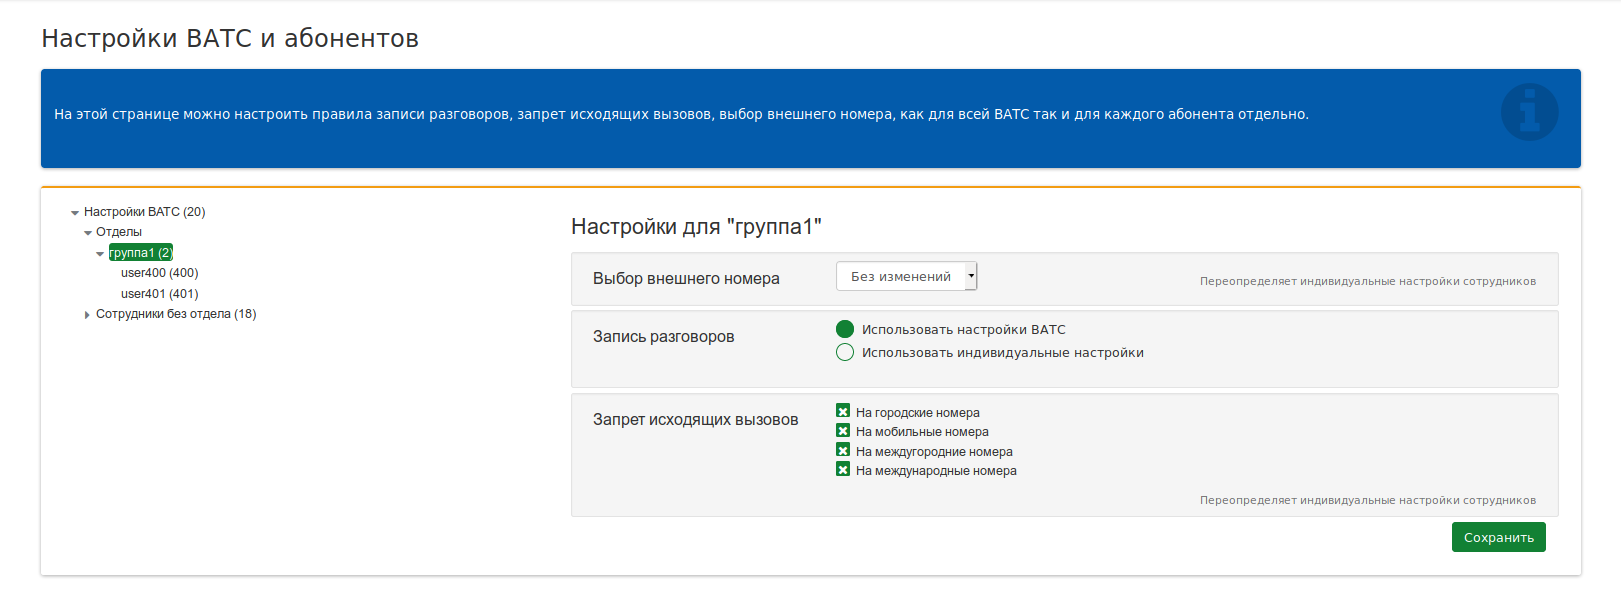 Настройки ВАТС и абонентов
На этой странице можно настроить правила записи разговоров, запрет исходящих вызовов, выбор внешнего номера, как для всей ВАТС так и для каждого абонента отдельно.
Настройки ВАТС (20)
Отделы
группа1 (2)
user400 (400)
user401 (401)
Сотрудники без отдела (18)
Настройки для "группа1"
Выбор внешнего номера
Без изменений
Переопределяет индивидуальные настройки сотрудников
Запись разговоров
Использовать настройки ВАТС
Использовать индивидуальные настройки
Запрет исходящих вызовов
На городские номера
На мобильные номера
На междугородние номера
На международные номера
Переопределяет индивидуальные настройки сотрудников
Сохранить